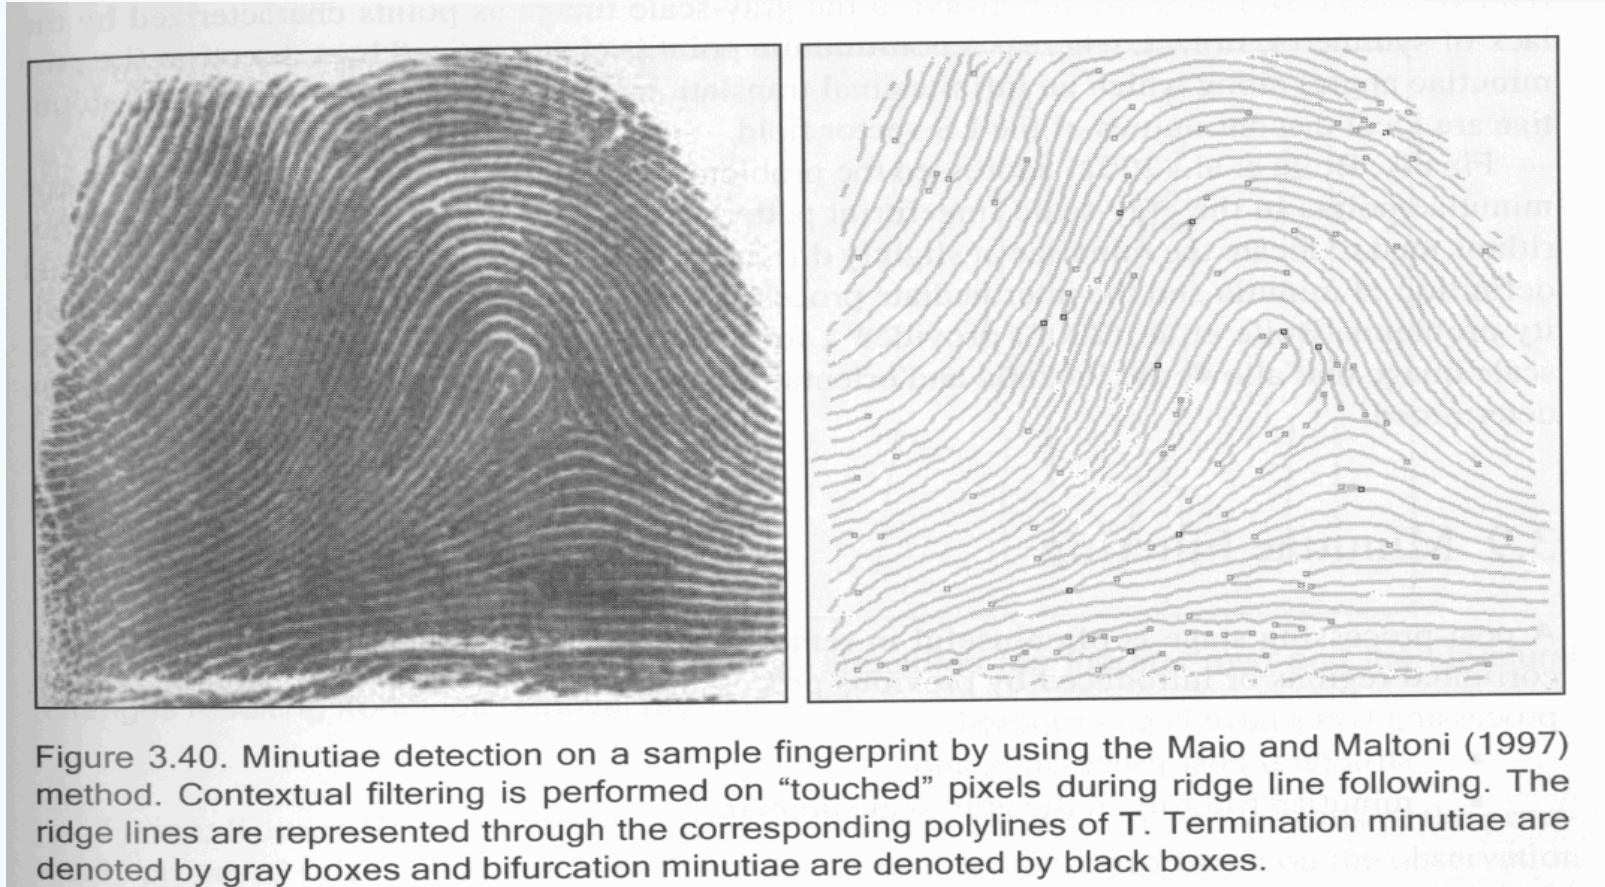 Figure 3.40. Minutiae detection on a sample fingerprint by using the Maio and Maltoni (1997)
method. Contextual filtering is performed on “touched” pixels during ridge line following. The
ridge lines are represented through the corresponding polylines of T. Termination minutiae are
denoted by gray boxes and bifurcation minutiae are denoted by black boxes.